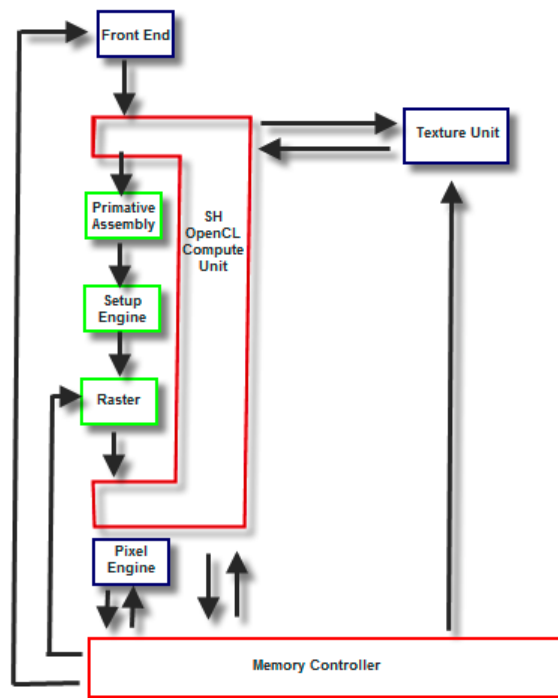 Front End
Texture Unit
Primative
Assembly
SH
OpenCL
Compute
Unit
Setup
Engine
Raster
Pixel
Engine
Memory Controller